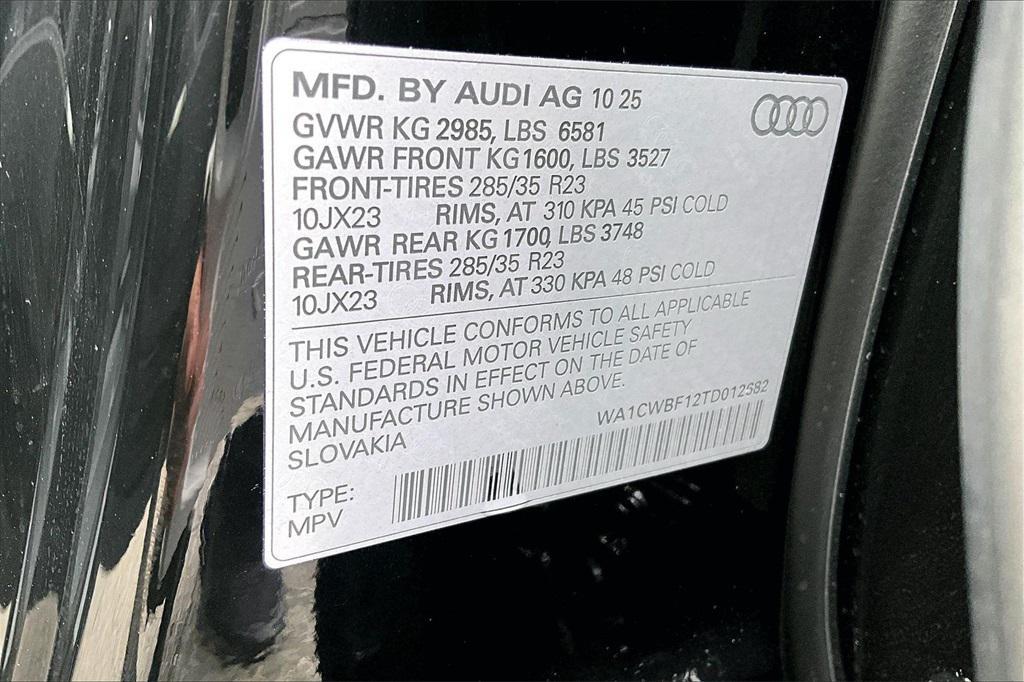 MFD. BY AUDI AG 10 25
GVWR KG 2985, LBS 6581
GAWR FRONT KG 1600, LBS 3527
FRONT-TIRES 285/35 R23
10JX23 RIMS, AT 310 KPA 45 PSI COLD
GAWR REAR KG 1700, LBS 3748
REAR-TIRES 285/35 R23
10JX23 RIMS, AT 330 KPA 48 PSI COLD
THIS VEHICLE CONFORMS TO ALL APPLICABLE
U.S. FEDERAL MOTOR VEHICLE SAFETY
STANDARDS IN EFFECT ON THE DATE OF
MANUFACTURE SHOWN ABOVE.
SLOVAKIA
WA1CWBF12TD012582
TYPE:
MPV